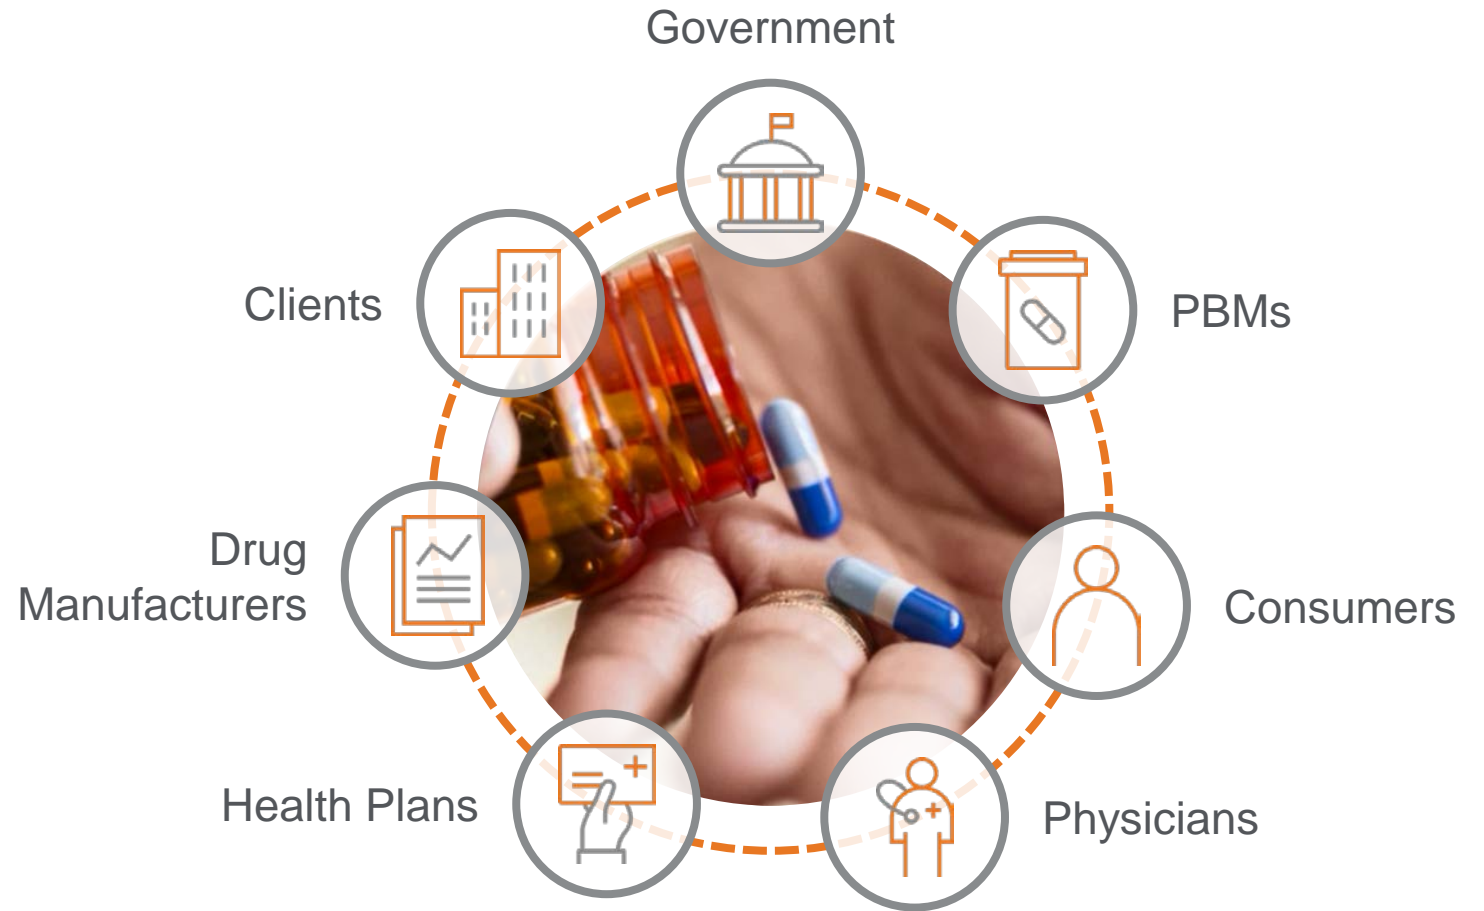 Government
Clients
PBMs
Drug
Manufacturers
Consumers
Health Plans
Physicians